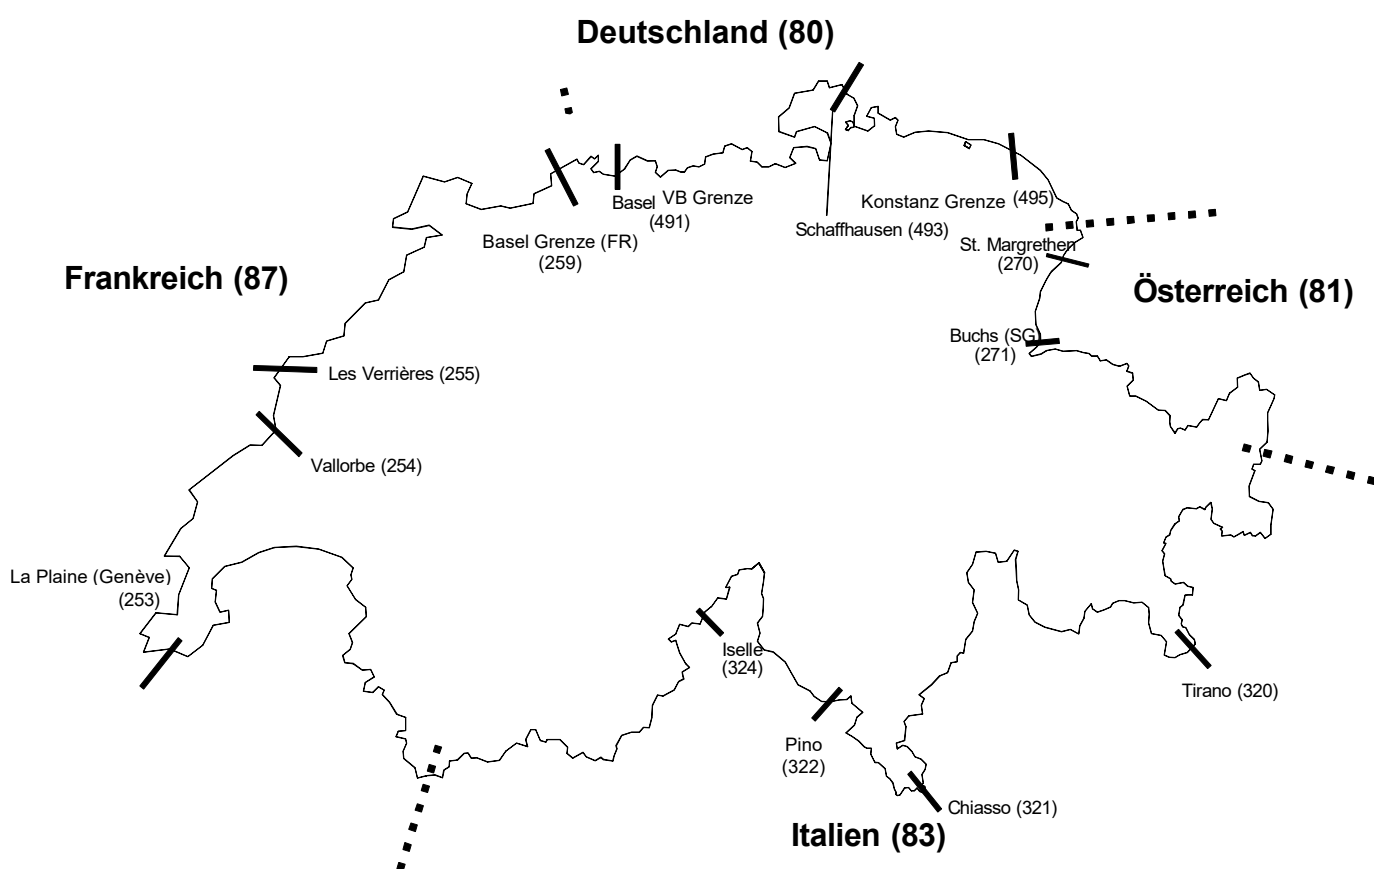 Deutschland (80)
Basel VB Grenze
(491)
Konstanz Grenze (495)
Schaffhausen (493)
Basel Grenze (FR)
(259)
St. Margrethen
(270)
Frankreich (87)
Österreich (81)
Buchs (SG)
(271)
Les Verrières (255)
Vallorbe (254)
La Plaine (Genève)
(253)
Iselle
(324)
Tirano (320)
Pino
(322)
Chiasso (321)
Italien (83)